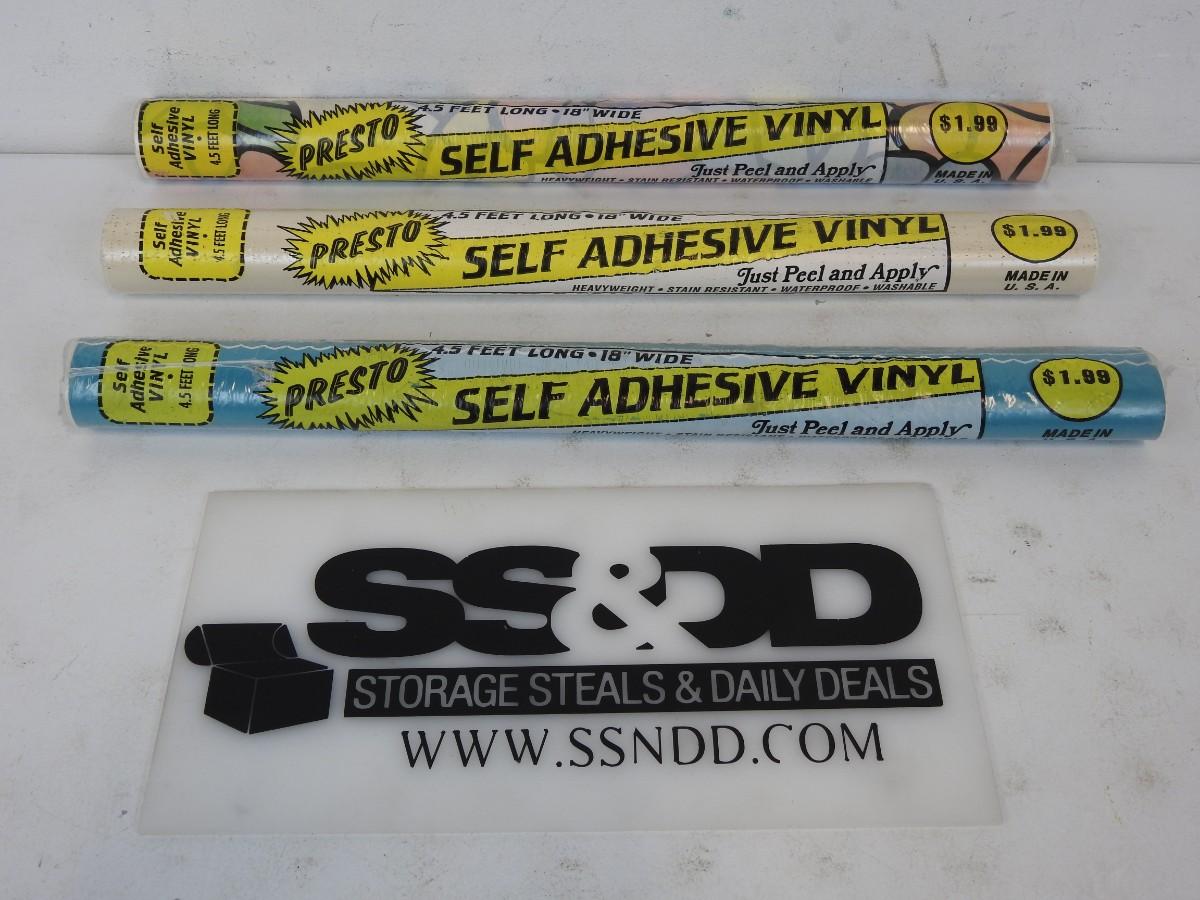 Self
Adhesive
VINYL
•
4.5 FEET LONG
PRESTO
4.5 FEET LONG • 18" WIDE
SELF ADHESIVE VINYL
Just Peel and Apply
HEAVYWEIGHT • STAIN RESISTANT • WATERPROOF • WASHABLE
$1.99
MADE IN
U. S. A.
Self
Adhesive
VINYL
•
4.5 FEET LONG
PRESTO
4.5 FEET LONG • 18" WIDE
SELF ADHESIVE VINYL
Just Peel and Apply
HEAVYWEIGHT • STAIN RESISTANT • WATERPROOF • WASHABLE
$1.99
MADE IN
U. S. A.
Self
Adhesive
VINYL
•
4.5 FEET LONG
PRESTO
4.5 FEET LONG • 18" WIDE
SELF ADHESIVE VINYL
Just Peel and Apply
HEAVYWEIGHT • STAIN
$1.99
MADE IN
SS&DD
STORAGE STEALS & DAILY DEALS
WWW.SSNDD.COM